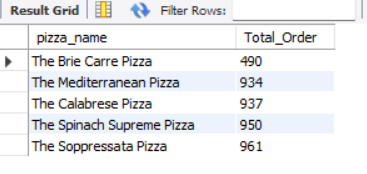 Result Grid Filter Rows:
pizza_name Total_Order
The Brie Carre Pizza 490
The Mediterranean Pizza 934
The Calabrese Pizza 937
The Spinach Supreme Pizza 950
The Soppressata Pizza 961